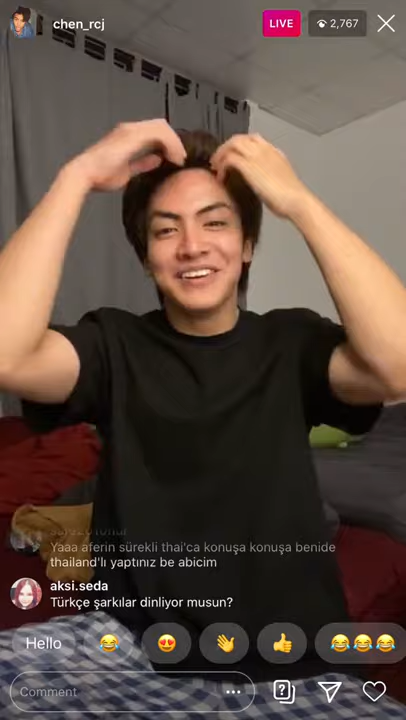 chen_rcj
LIVE
2,767
Yaaa aferin sürekli thai'ca konuşa konuşa benide
thailand'lı yaptınız be abicim
aksi.seda
Türkçe şarkılar dinliyor musun?
Hello
Comment